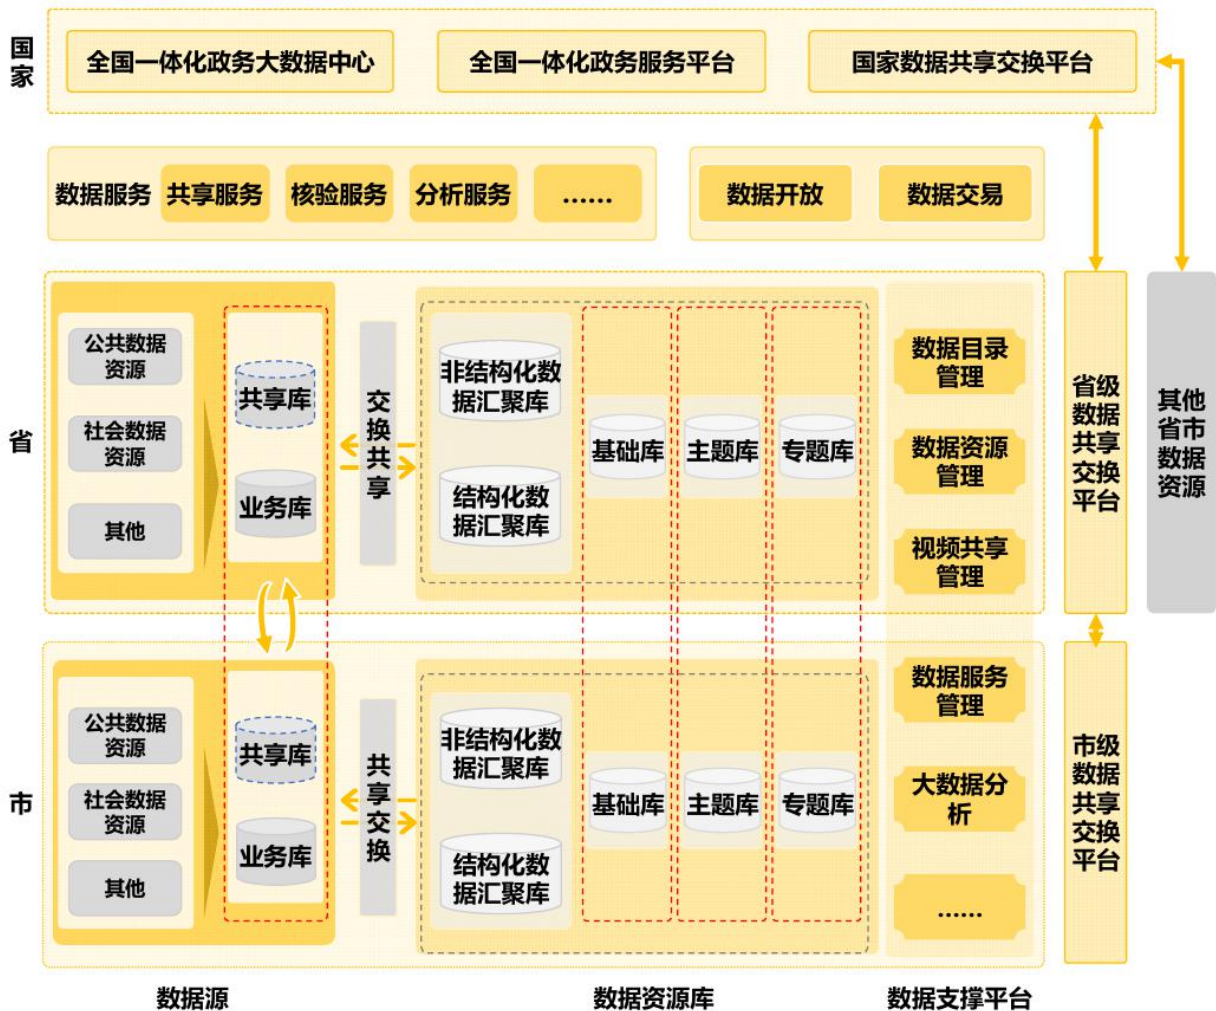 国
家
全国一体化政务大数据中心
全国一体化政务服务平台
国家数据共享交换平台
数据服务
共享服务
核验服务
分析服务
......
数据开放
数据交易
省
公共数据
资源
社会数据
资源
其他
共享库
业务库
交
换
共
享
非结构化数
据汇聚库
结构化数
据汇聚库
基础库
主题库
专题库
数据目录
管理
数据资源
管理
视频共享
管理
省级
数据
共享
交换
平台
其他
省市
数据
资源
市
公共数据
资源
社会数据
资源
其他
共享库
业务库
共
享
交
换
非结构化数
据汇聚库
结构化数
据汇聚库
基础库
主题库
专题库
数据服务
管理
大数据分
析
......
市级
数据
共享
交换
平台
数据源
数据资源库
数据支撑平台